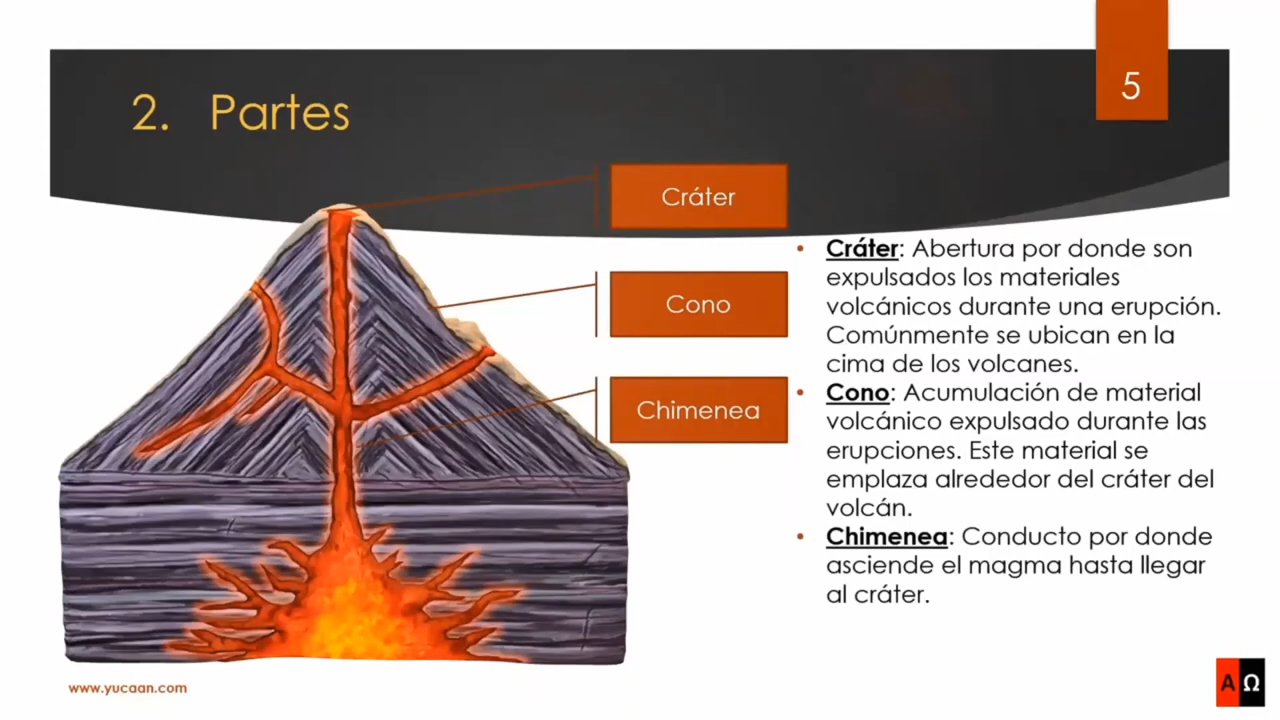 5
2. Partes
Cráter
Cono
Chimenea
• Cráter: Abertura por donde son
expulsados los materiales
volcánicos durante una erupción.
Comúnmente se ubican en la
cima de los volcanes.
• Cono: Acumulación de material
volcánico expulsado durante las
erupciones. Este material se
emplaza alrededor del cráter del
volcán.
• Chimenea: Conducto por donde
asciende el magma hasta llegar
al cráter.
www.yucaan.com
AΩ